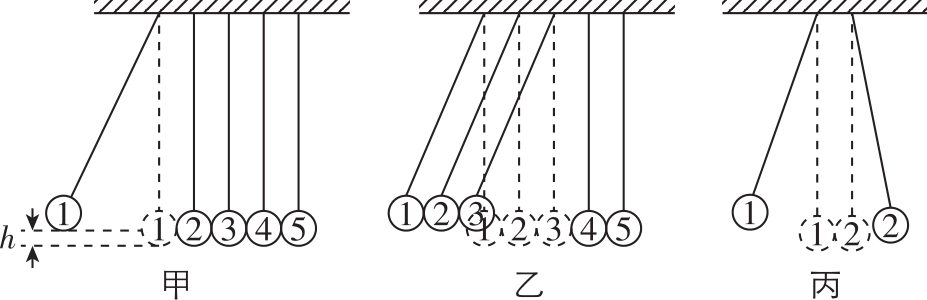 ① ① ② ③ ④ ⑤
h
甲
① ② ③ ① ② ③ ④ ⑤
乙
① ① ② ②
丙